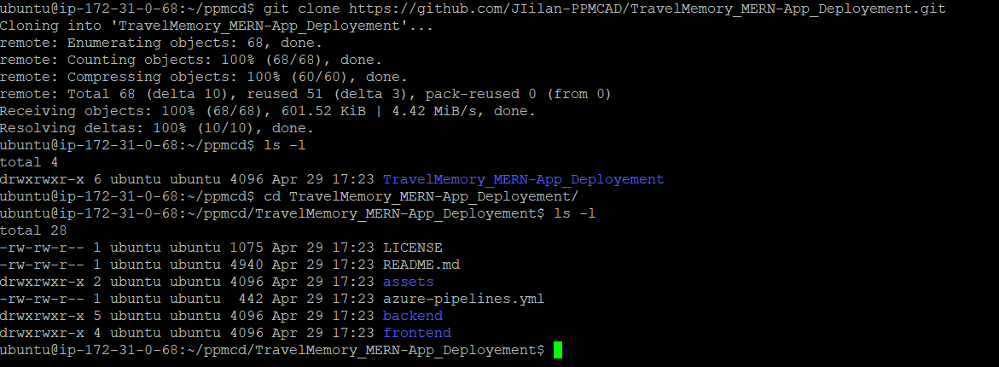 ubuntu@ip-172-31-0-68:~/ppmcd$ git clone https://github.com/JIilan-PPMCAD/TravelMemory_MERN-App_Deployement.git
Cloning into 'TravelMemory_MERN-App_Deployement'...
remote: Enumerating objects: 68, done.
remote: Counting objects: 100% (68/68), done.
remote: Compressing objects: 100% (60/60), done.
remote: Total 68 (delta 10), reused 51 (delta 3), pack-reused 0 (from 0)
Receiving objects: 100% (68/68), 601.52 KiB | 4.42 MiB/s, done.
Resolving deltas: 100% (10/10), done.
ubuntu@ip-172-31-0-68:~/ppmcd$ ls -l
total 4
drwxrwxr-x 6 ubuntu ubuntu 4096 Apr 29 17:23 TravelMemory_MERN-App_Deployement
ubuntu@ip-172-31-0-68:~/ppmcd$ cd TravelMemory_MERN-App_Deployement/
ubuntu@ip-172-31-0-68:~/ppmcd/TravelMemory_MERN-App_Deployement$ ls -l
total 28
-rw-rw-r-- 1 ubuntu ubuntu 1075 Apr 29 17:23 LICENSE
-rw-rw-r-- 1 ubuntu ubuntu 4940 Apr 29 17:23 README.md
drwxrwxr-x 2 ubuntu ubuntu 4096 Apr 29 17:23 assets
-rw-rw-r-- 1 ubuntu ubuntu  442 Apr 29 17:23 azure-pipelines.yml
drwxrwxr-x 5 ubuntu ubuntu 4096 Apr 29 17:23 backend
drwxrwxr-x 4 ubuntu ubuntu 4096 Apr 29 17:23 frontend
ubuntu@ip-172-31-0-68:~/ppmcd/TravelMemory_MERN-App_Deployement$